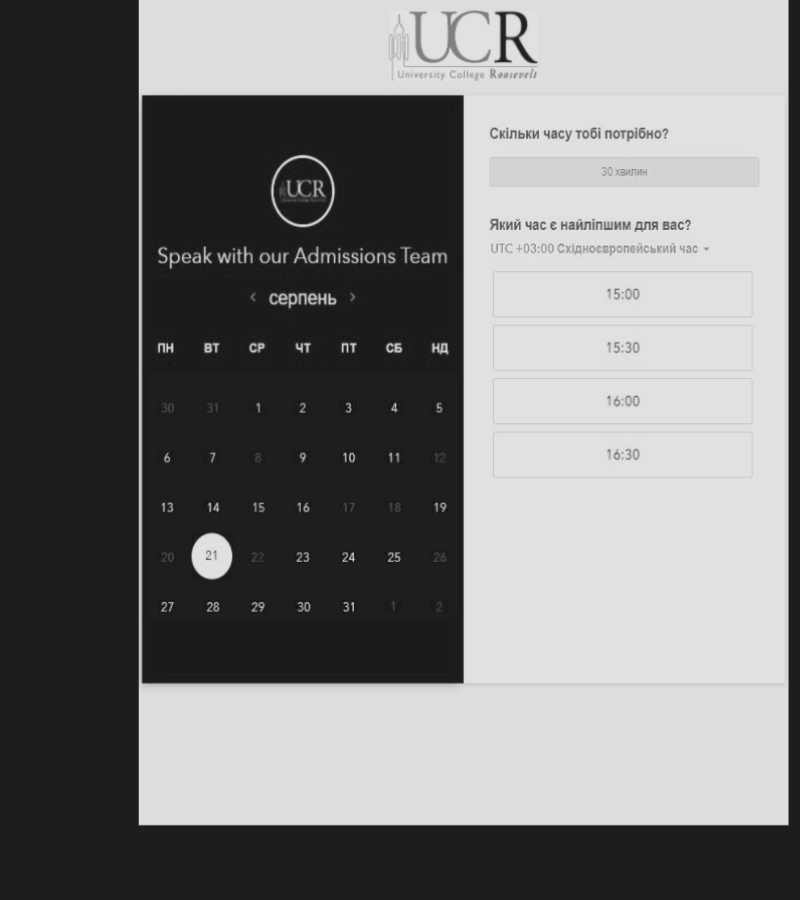 UCR
University College Roosevelt
UCR
Speak with our Admissions Team
< серпень >
ПН ВТ СР ЧТ ПТ СБ НД
30 31 1 2 3 4 5
6 7 8 9 10 11 12
13 14 15 16 17 18 19
20 21 22 23 24 25 26
27 28 29 30 31 1 2
Скільки часу тобі потрібно?
30 хвилин
Який час є найліпшим для вас?
UTC +03:00 Східноєвропейський час
15:00
15:30
16:00
16:30